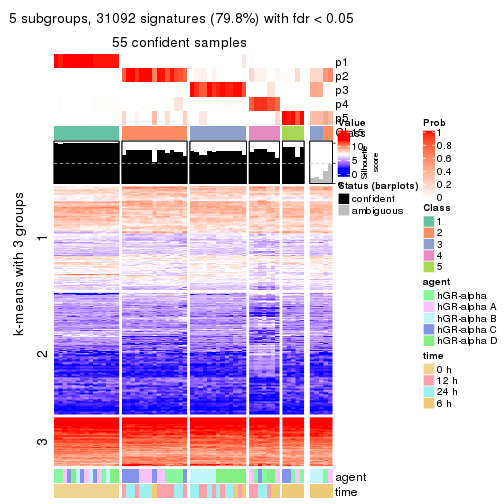 5 subgroups, 31092 signatures (79.8%) with fdr < 0.05
55 confident samples
p1
p2
p3
p4
p5
Class
Value
15
10
5
0
Silhouette
score
Status (barplots)
confident
ambiguous
Prob
1
0.8
0.6
0.4
0.2
0
Class
1
2
3
4
5
agent
hGR-alpha
hGR-alpha A
hGR-alpha B
hGR-alpha C
hGR-alpha D
time
0 h
12 h
24 h
6 h
k-means with 3 groups
1
2
3
agent
time